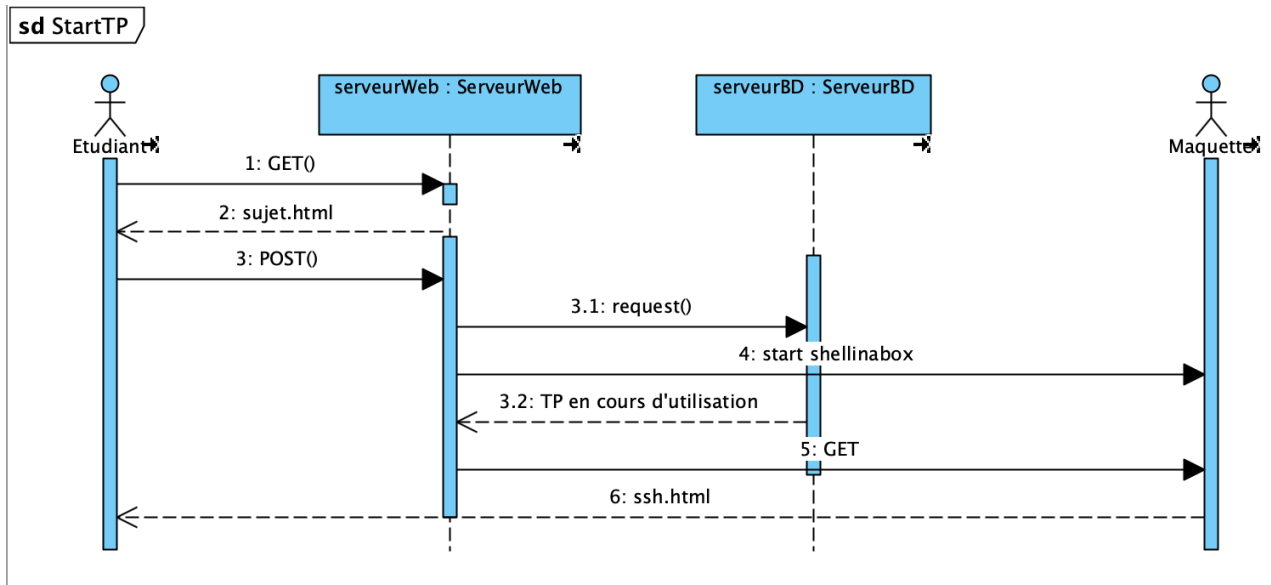 sd StartTP
serveurWeb : ServeurWeb
serveurBD : ServeurBD
Etudiant
Maquette
1: GET()
2: sujet.html
3: POST()
3.1: request()
4: start shellinabox
3.2: TP en cours d'utilisation
5: GET
6: ssh.html